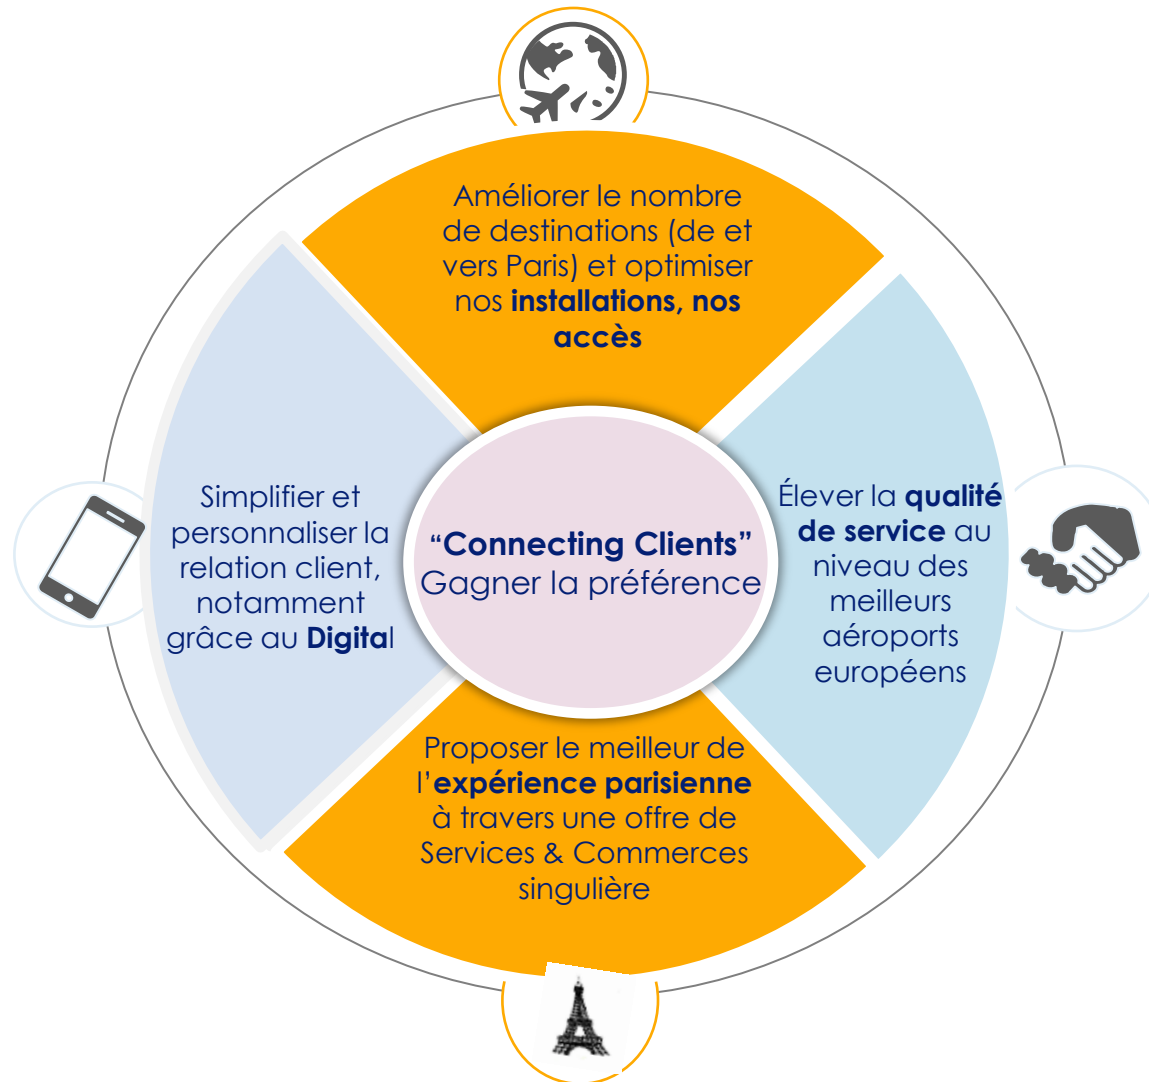 Améliorer le nombre
de destinations (de et
vers Paris) et optimiser
nos installations, nos
accès
Simplifier et
personnaliser la
relation client,
notamment
grâce au Digital
“Connecting Clients”
Gagner la préférence
Élever la qualité
de service au
niveau des
meilleurs
aéroports
européens
Proposer le meilleur de
l’expérience parisienne
à travers une offre de
Services & Commerces
singulière